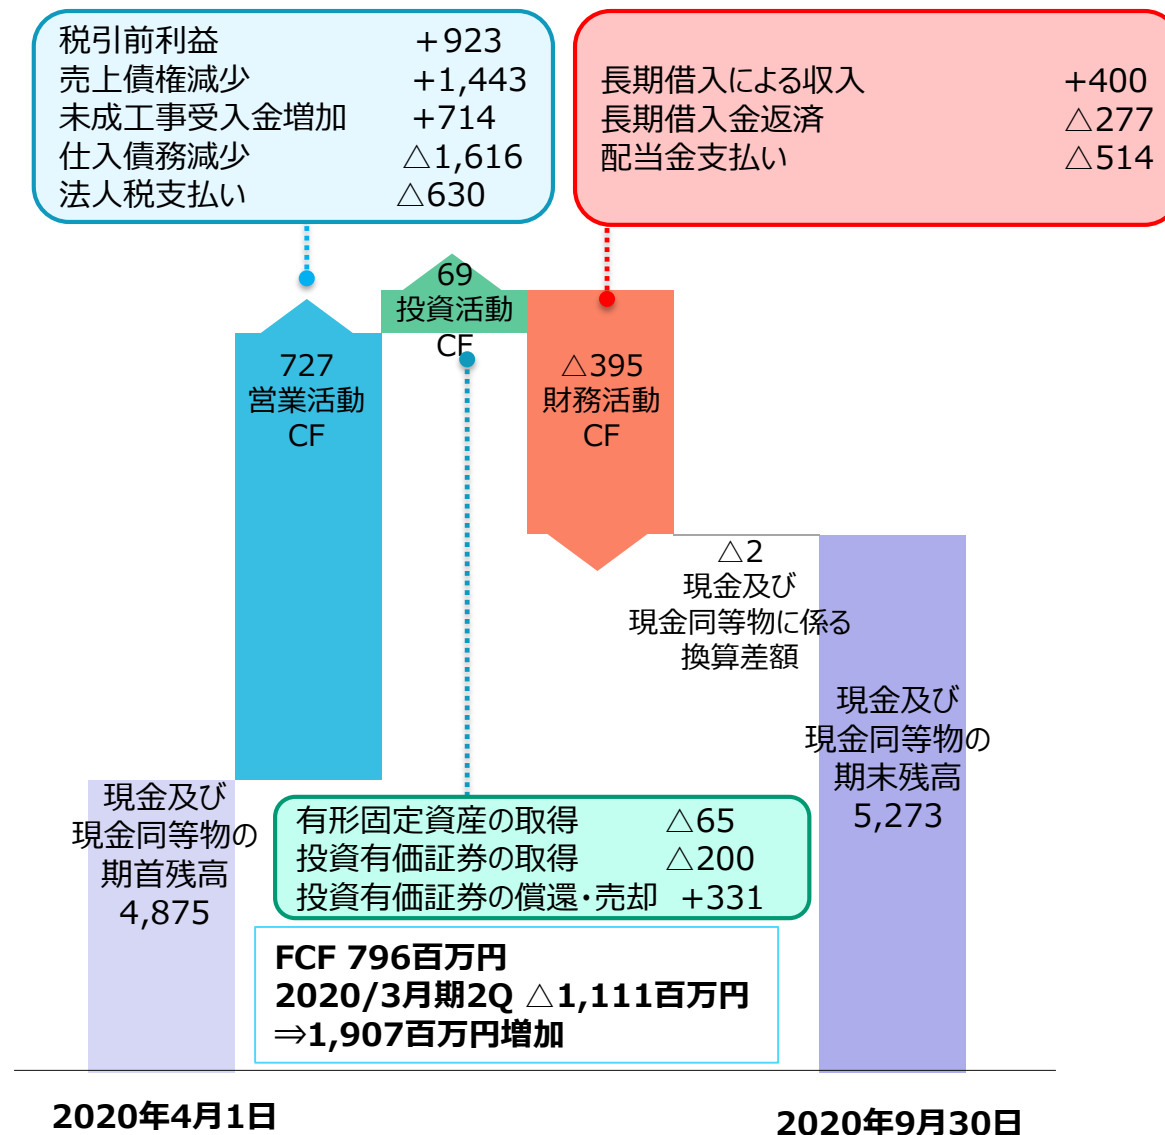 税引前利益 +923
売上債権減少 +1,443
未成工事受入金増加 +714
仕入債務減少 △1,616
法人税支払い △630
長期借入による収入 +400
長期借入金返済 △277
配当金支払い △514
69
投資活動
CF
727
営業活動
CF
△395
財務活動
CF
△2
現金及び
現金同等物に係る
換算差額
現金及び
現金同等物の
期末残高
5,273
現金及び
現金同等物の
期首残高
4,875
有形固定資産の取得 △65
投資有価証券の取得 △200
投資有価証券の償還・売却 +331
FCF 796百万円
2020/3月期2Q △1,111百万円
⇒1,907百万円増加
2020年4月1日
2020年9月30日